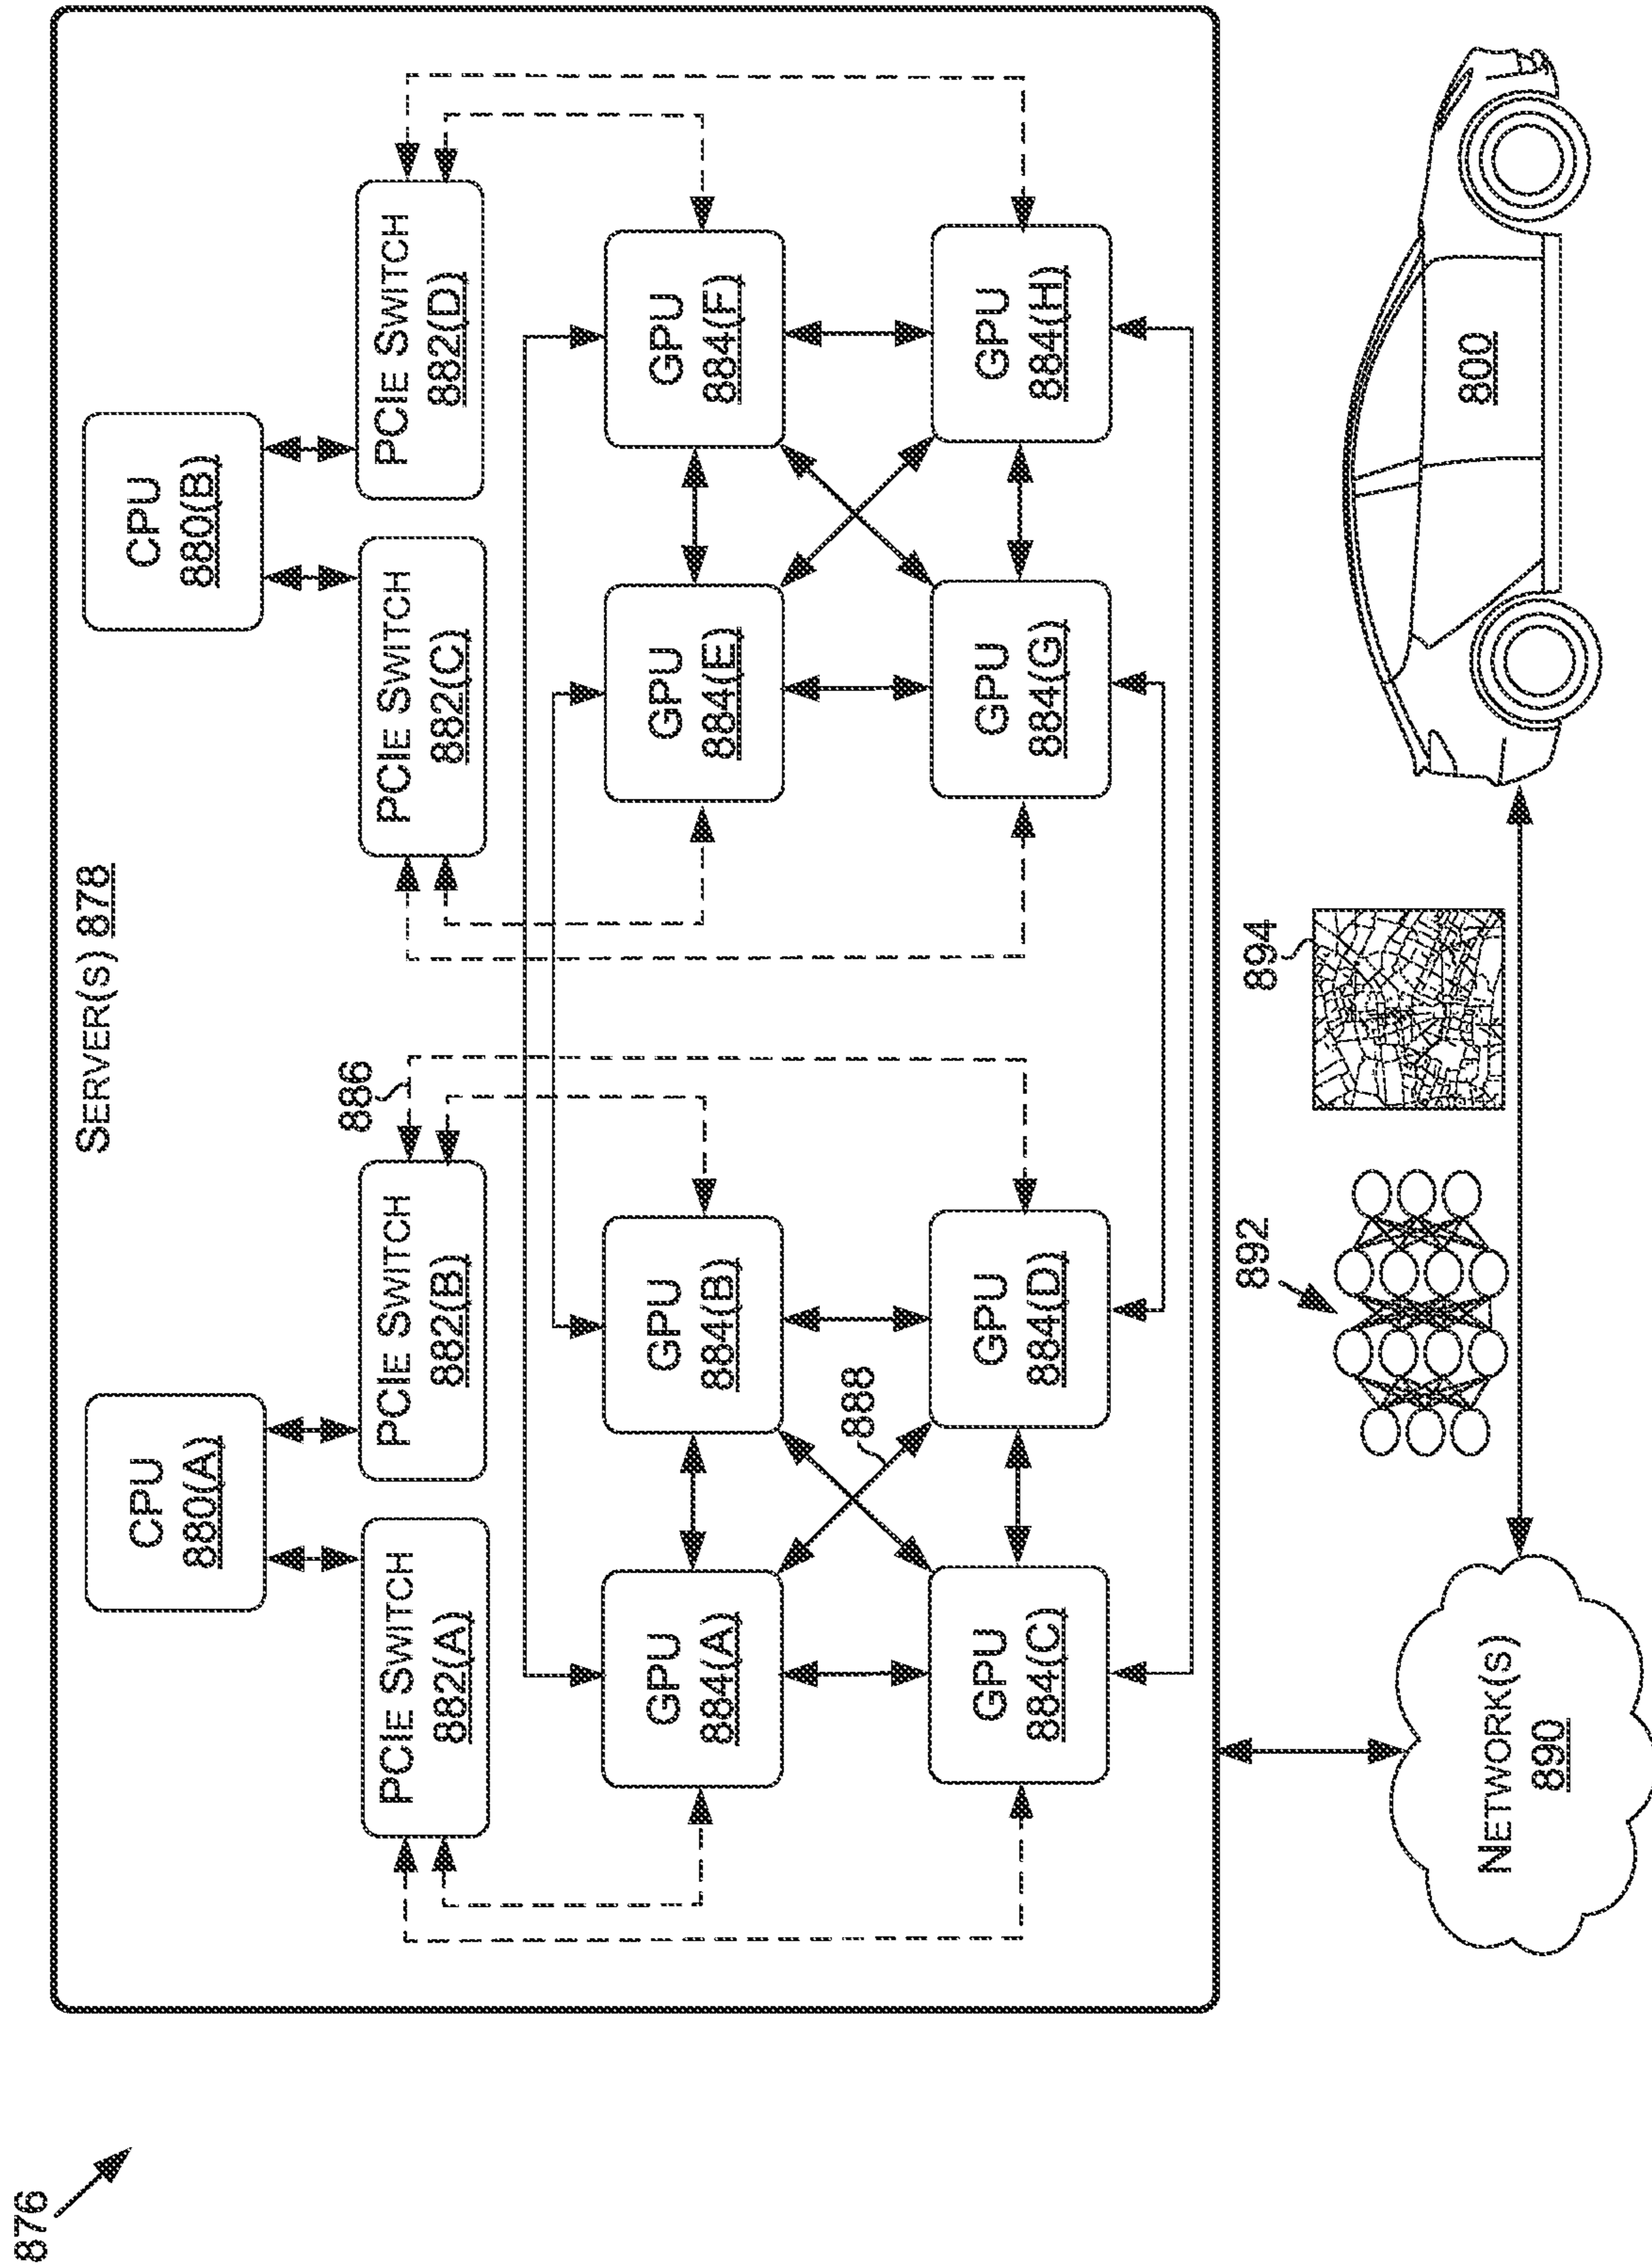 876
SERVER(S) 878
CPU
880(A)
CPU
880(B)
PCIE SWITCH
882(A)
PCIE SWITCH
882(B)
886
PCIE SWITCH
882(C)
PCIE SWITCH
882(D)
GPU
884(A)
GPU
884(B)
GPU
884(E)
GPU
884(F)
888
GPU
884(C)
GPU
884(D)
GPU
884(G)
GPU
884(H)
NETWORK(S)
890
892
894
800